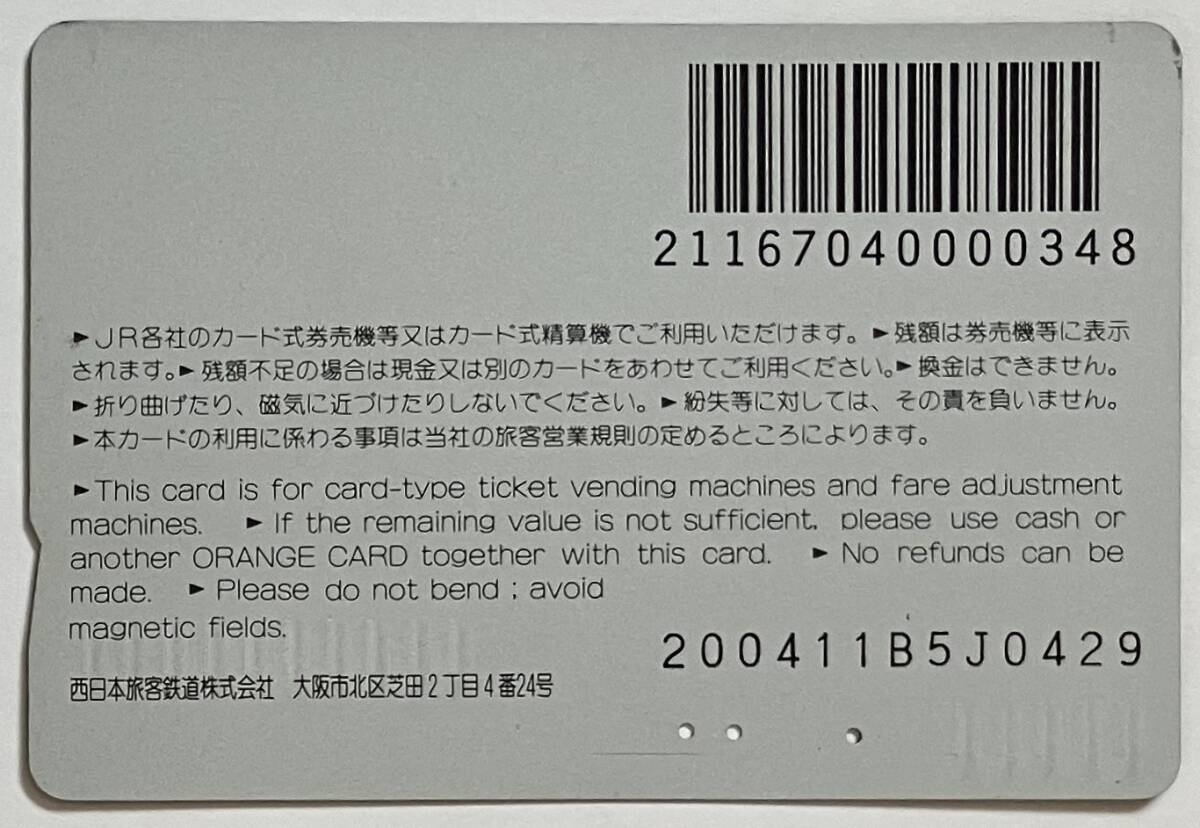 21167040000348
►JR各社のカード式券売機等又はカード式精算機でご利用いただけます。►残額は券売機等に表示
されます。►残額不足の場合は現金又は別のカードをあわせてご利用ください。►換金はできません。
►折り曲げたり、磁気に近づけたりしないでください。►紛失等に対しては、その責を負いません。
►本カードの利用に係わる事項は当社の旅客営業規則の定めるところによります。
►This card is for card-type ticket vending machines and fare adjustment
machines. ►If the remaining value is not sufficient, please use cash or
another ORANGE CARD together with this card. ►No refunds can be
made. ►Please do not bend ; avoid
magnetic fields.
200411B5J0429
西日本旅客鉄道株式会社 大阪市北区芝田2丁目4番24号